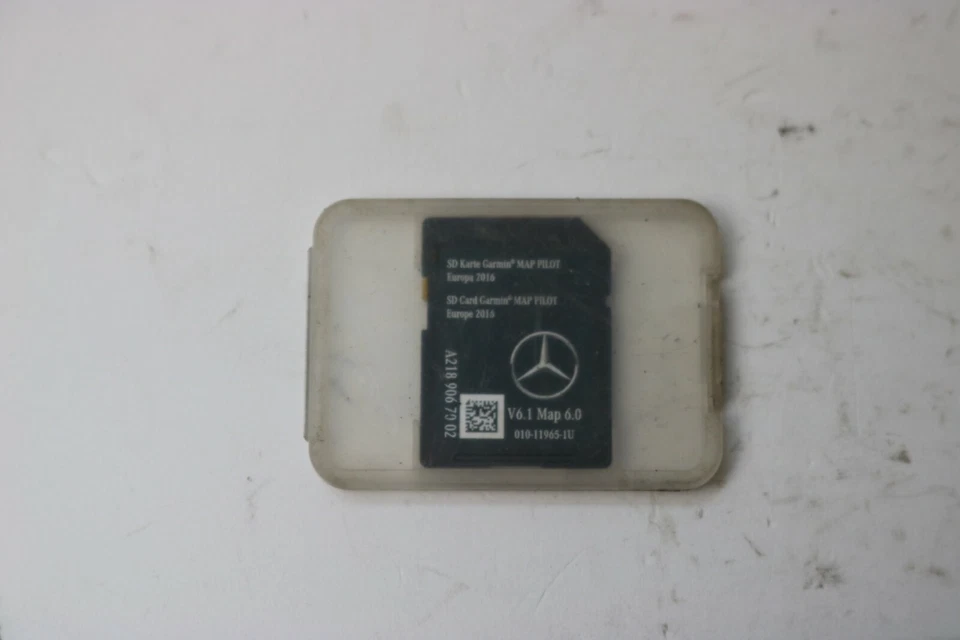 SD Karte Garmin® MAP PILOT
Europa 2016
SD Card Garmin® MAP PILOT
Europe 2016
A218 906 70 02
V6.1 Map 6.0
010-11965-1U